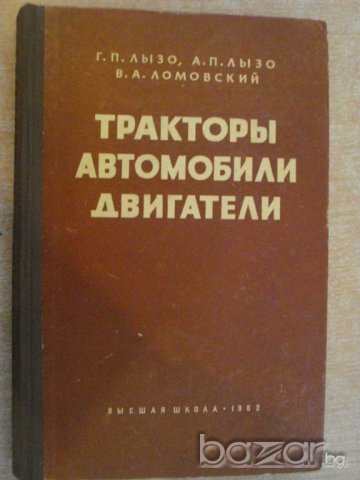 Г.П.ЛЫЗО, А.П.ЛЫЗО
В.А.ЛОМОВСКИЙ
ТРАКТОРЫ
АВТОМОБИЛИ
ДВИГАТЕЛИ
ВЫСШАЯ ШКОЛА · 1962
bazar.bg